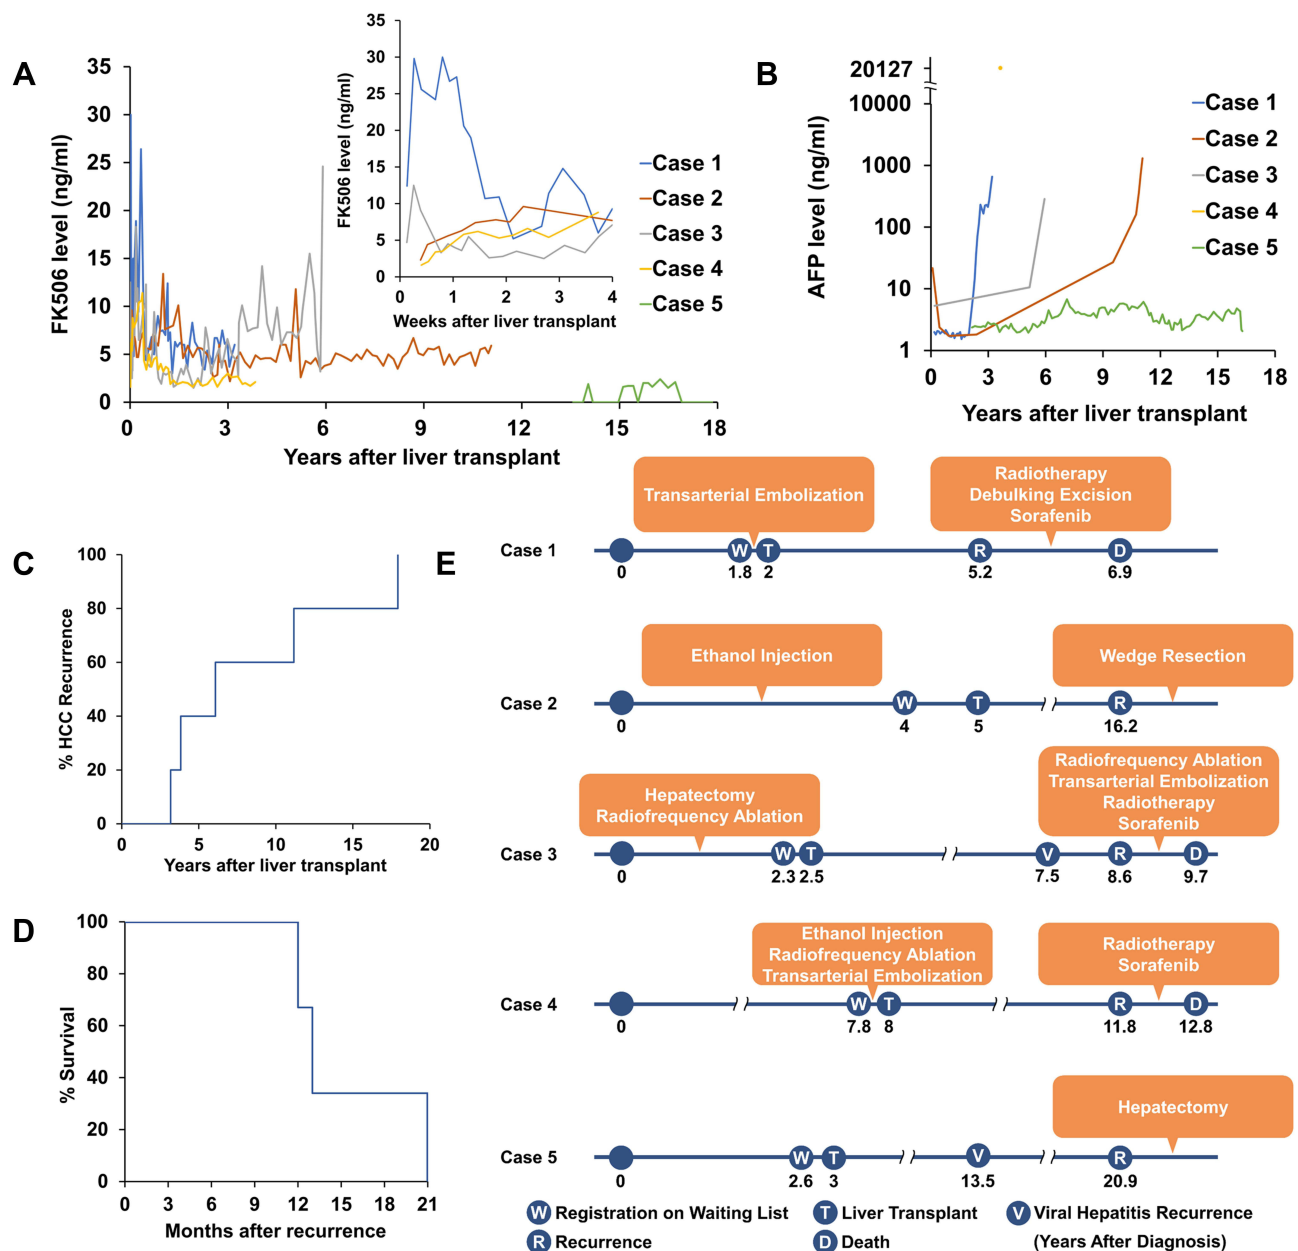 A
FK506 level (ng/ml)
35
30
25
20
15
10
5
0
0
3
6
9
12
15
18
Years after liver transplant
FK506 level (ng/ml)
35
30
25
20
15
10
5
0
0
1
2
3
4
Weeks after liver transplant
Case 1
Case 2
Case 3
Case 4
Case 5
B
AFP level (ng/ml)
20127
10000
1000
100
10
1
0
3
6
9
12
15
18
Years after liver transplant
Case 1
Case 2
Case 3
Case 4
Case 5
C
% HCC Recurrence
100
80
60
40
20
0
0
5
10
15
20
Years after liver transplant
D
% Survival
100
80
60
40
20
0
0
3
6
9
12
15
18
21
Months after recurrence
E
Transarterial Embolization
Radiotherapy
Debulking Excision
Sorafenib
Case 1
W
T
R
D
0
1.8
2
5.2
6.9
Ethanol Injection
Wedge Resection
Case 2
W
T
R
0
4
5
16.2
Hepatectomy
Radiofrequency Ablation
Radiofrequency Ablation
Transarterial Embolization
Radiotherapy
Sorafenib
Case 3
W
T
V
R
D
0
2.3
2.5
7.5
8.6
9.7
Ethanol Injection
Radiofrequency Ablation
Transarterial Embolization
Radiotherapy
Sorafenib
Case 4
W
T
R
D
0
7.8
8
11.8
12.8
Hepatectomy
Case 5
W
T
V
R
0
2.6
3
13.5
20.9
W Registration on Waiting List
T Liver Transplant
V Viral Hepatitis Recurrence
R Recurrence
D Death
(Years After Diagnosis)